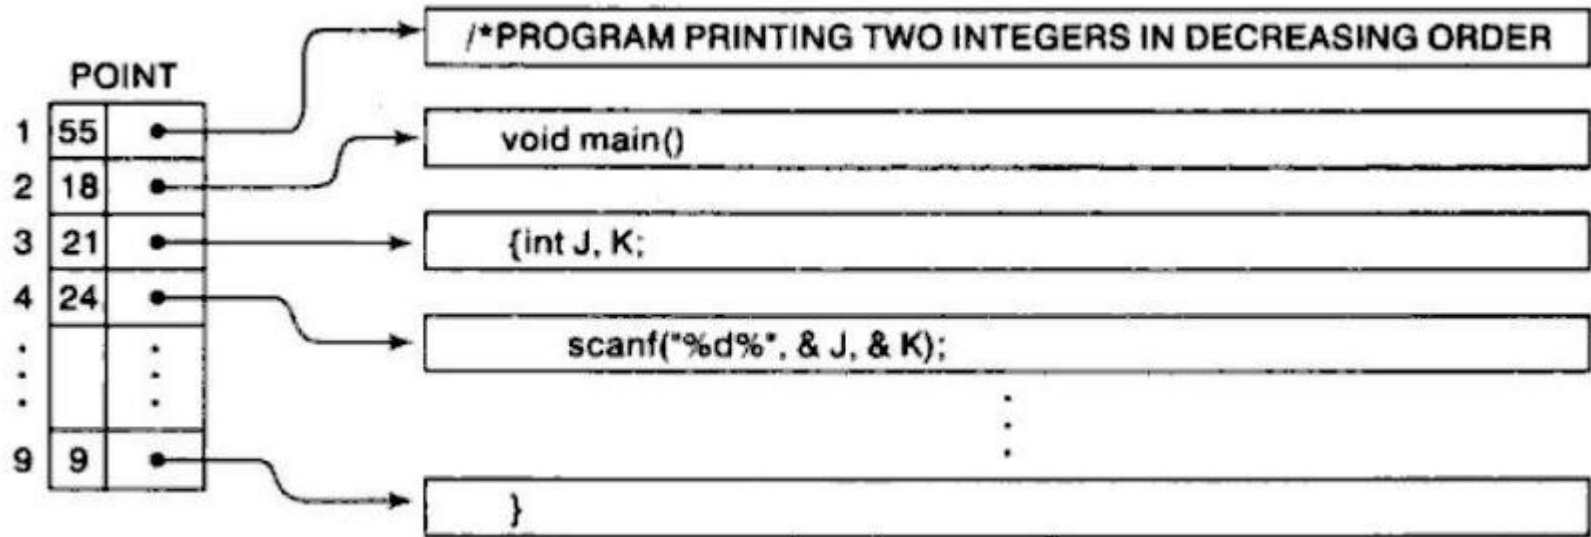 /*PROGRAM PRINTING TWO INTEGERS IN DECREASING ORDER
POINT
1 55
void main()
2 18
3 21 {int J, K;
4 24
scanf("%d%", & J, & K);
9 9
}